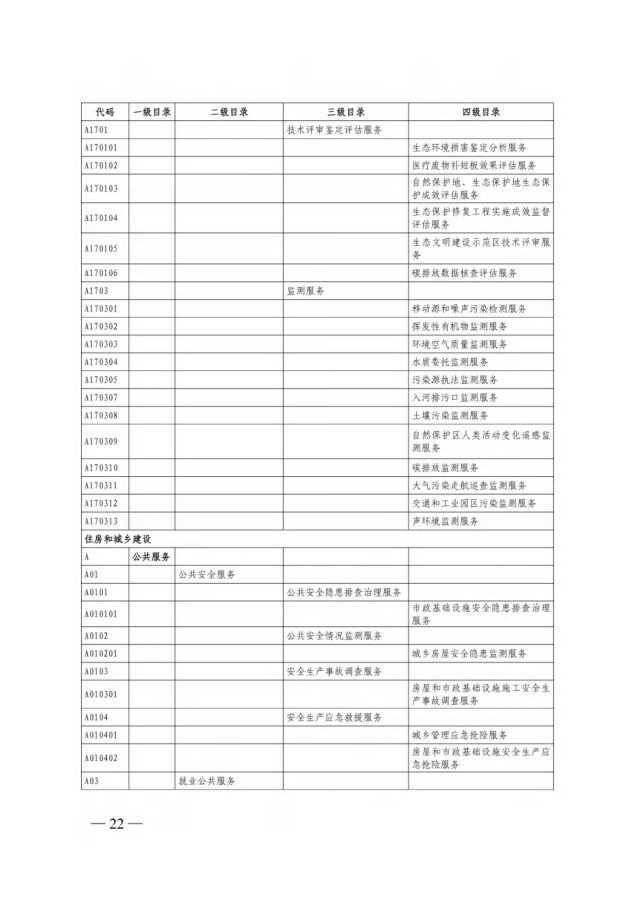 代码 一级目录 二级目录 三级目录 四级目录
A1701 技术评审鉴定评估服务
A170101 生态环境损害鉴定分析服务
A170102 医疗废物补短板效果评估服务
A170103 自然保护地、生态保护地生态保
护成效评估服务
A170104 生态保护修复工程实施成效监督
评估服务
A170105 生态文明建设示范区技术评审服
务
A170106 碳排放数据核查评估服务
A1703 监测服务
A170301 移动源和噪声污染检测服务
A170302 挥发性有机物监测服务
A170303 环境空气质量监测服务
A170304 水质委托监测服务
A170305 污染源执法监测服务
A170307 入河排污口监测服务
A170308 土壤污染监测服务
A170309 自然保护区人类活动变化遥感监
测服务
A170310 碳排放监测服务
A170311 大气污染走航巡查监测服务
A170312 交通和工业园区污染监测服务
A170313 声环境监测服务
住房和城乡建设
A 公共服务
A01 公共安全服务
A0101 公共安全隐患排查治理服务
A010101 市政基础设施安全隐患排查治理
服务
A0102 公共安全情况监测服务
A010201 城乡房屋安全隐患监测服务
A0103 安全生产事故调查服务
A010301 房屋和市政基础设施施工安全生
产事故调查服务
A0104 安全生产应急救援服务
A010401 城乡管理应急抢险服务
A010402 房屋和市政基础设施安全生产应
急抢险服务
A03 就业公共服务
— 22 —